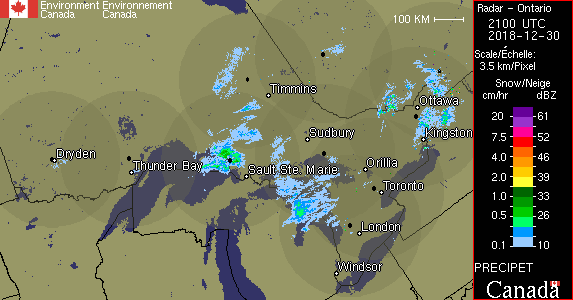 Environment Environnement
Canada Canada
100 KM
Timmins
Ottawa
Kingston
Sudbury
Dryden
Thunder Bay
Sault Ste. Marie
Orillia
Toronto
London
Windsor
Radar - Ontario
2100 UTC
2018-12-30
Scale/Échelle:
3.5 km/Pixel
Snow/Neige
cm/hr dBZ
20 61
7.5 57
4.0 46
2.0 39
1.0 33
0.5 26
0.1 10
PRECIPET
Canada